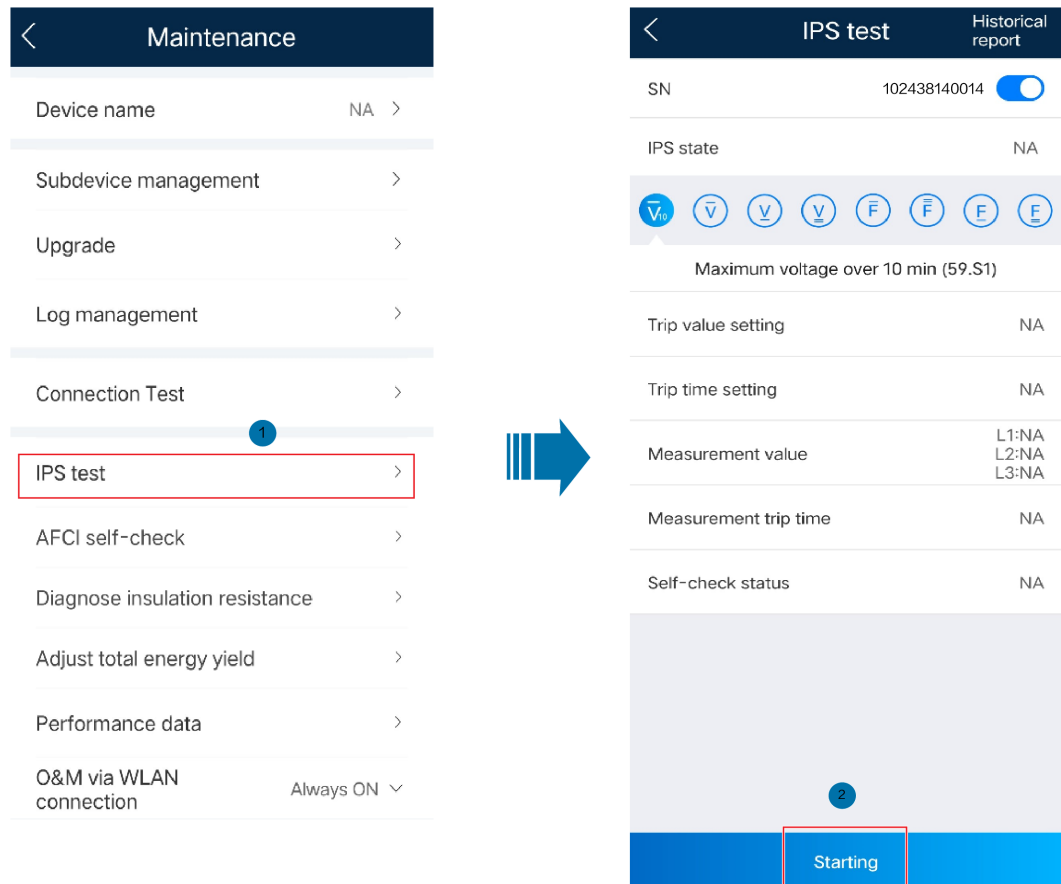 Maintenance
Device name NA
Subdevice management
Upgrade
Log management
Connection Test
1
IPS test
AFCI self-check
Diagnose insulation resistance
Adjust total energy yield
Performance data
O&M via WLAN
connection
Always ON
IPS test
Historical
report
SN 102438140014
IPS state NA
V10 V V V F F F F
Maximum voltage over 10 min (59.S1)
Trip value setting NA
Trip time setting NA
Measurement value
L1:NA
L2:NA
L3:NA
Measurement trip time NA
Self-check status NA
2
Starting